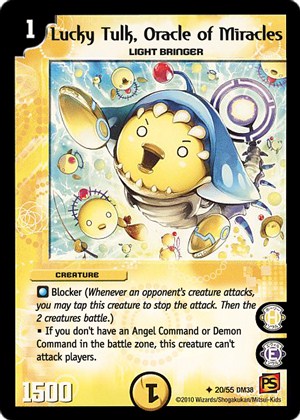 1 Lucky Tulk, Oracle of Miracles
LIGHT BRINGER
CREATURE
Blocker (Whenever an opponent's creature attacks,
you may tap this creature to stop the attack. Then the
2 creatures battle.)
▪ If you don't have an Angel Command or Demon
Command in the battle zone, this creature can't
attack players.
H
E
1500
1
♦ 20/55 DM38
PS
©2010 Wizards/Shogakukan/Mitsui-Kids